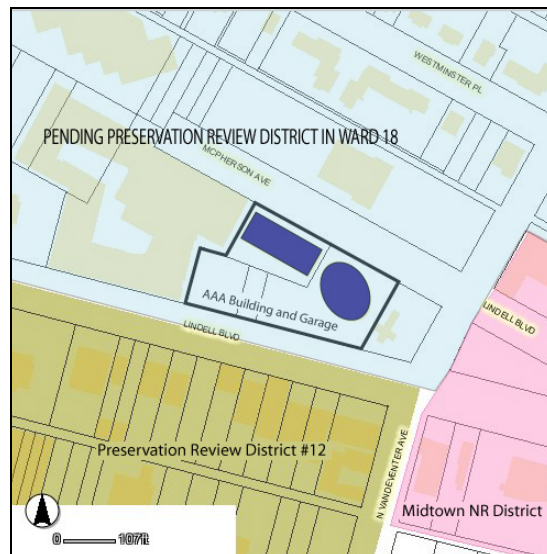 WESTMINSTER PL
PENDING PRESERVATION REVIEW DISTRICT IN WARD 18
MCPHERSON AVE
AAA Building and Garage
LINDELL BLVD
LINDELL BLVD
Preservation Review District #12
N VANDEVENTER AVE
Midtown NR District
0 107ft